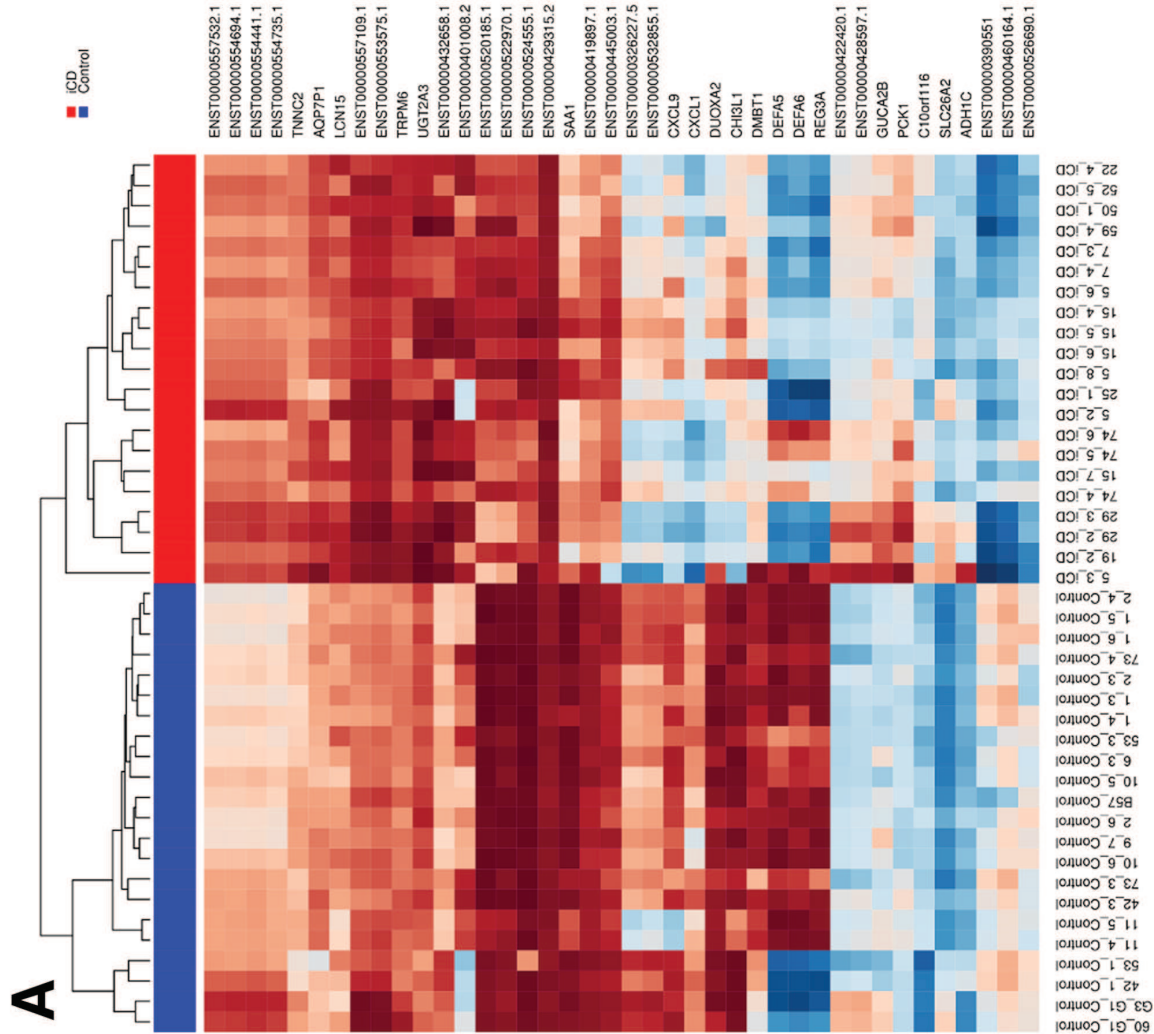 A
iCD
Control
ENST00000557532.1
ENST00000554694.1
ENST00000554441.1
ENST00000554735.1
TNNC2
AQP7P1
LCN15
ENST00000557109.1
ENST00000553575.1
TRPM6
UGT2A3
ENST00000432658.1
ENST00000401008.2
ENST00000520185.1
ENST00000522970.1
ENST00000524555.1
ENST00000429315.2
SAA1
ENST00000419897.1
ENST00000445003.1
ENST00000326227.5
ENST00000532855.1
CXCL9
CXCL1
DUOXA2
CHI3L1
DMBT1
DEFA5
DEFA6
REG3A
ENST00000422420.1
ENST00000428597.1
GUCA2B
PCK1
C10orf116
SLC26A2
ADH1C
ENST00000390551
ENST00000460164.1
ENST00000526690.1
22_4_iCD
52_5_iCD
50_1_iCD
59_4_iCD
7_3_iCD
7_4_iCD
5_6_iCD
15_4_iCD
15_5_iCD
15_6_iCD
5_8_iCD
25_1_iCD
5_2_iCD
74_6_iCD
74_5_iCD
15_7_iCD
74_4_iCD
29_3_iCD
29_2_iCD
19_2_iCD
5_3_iCD
2_4_Control
1_5_Control
1_6_Control
73_4_Control
2_3_Control
1_3_Control
1_4_Control
53_3_Control
6_3_Control
10_5_Control
B57_Control
2_6_Control
9_7_Control
10_6_Control
73_3_Control
42_3_Control
11_5_Control
11_4_Control
53_1_Control
42_1_Control
G3_G1_Control
60_G1_Control